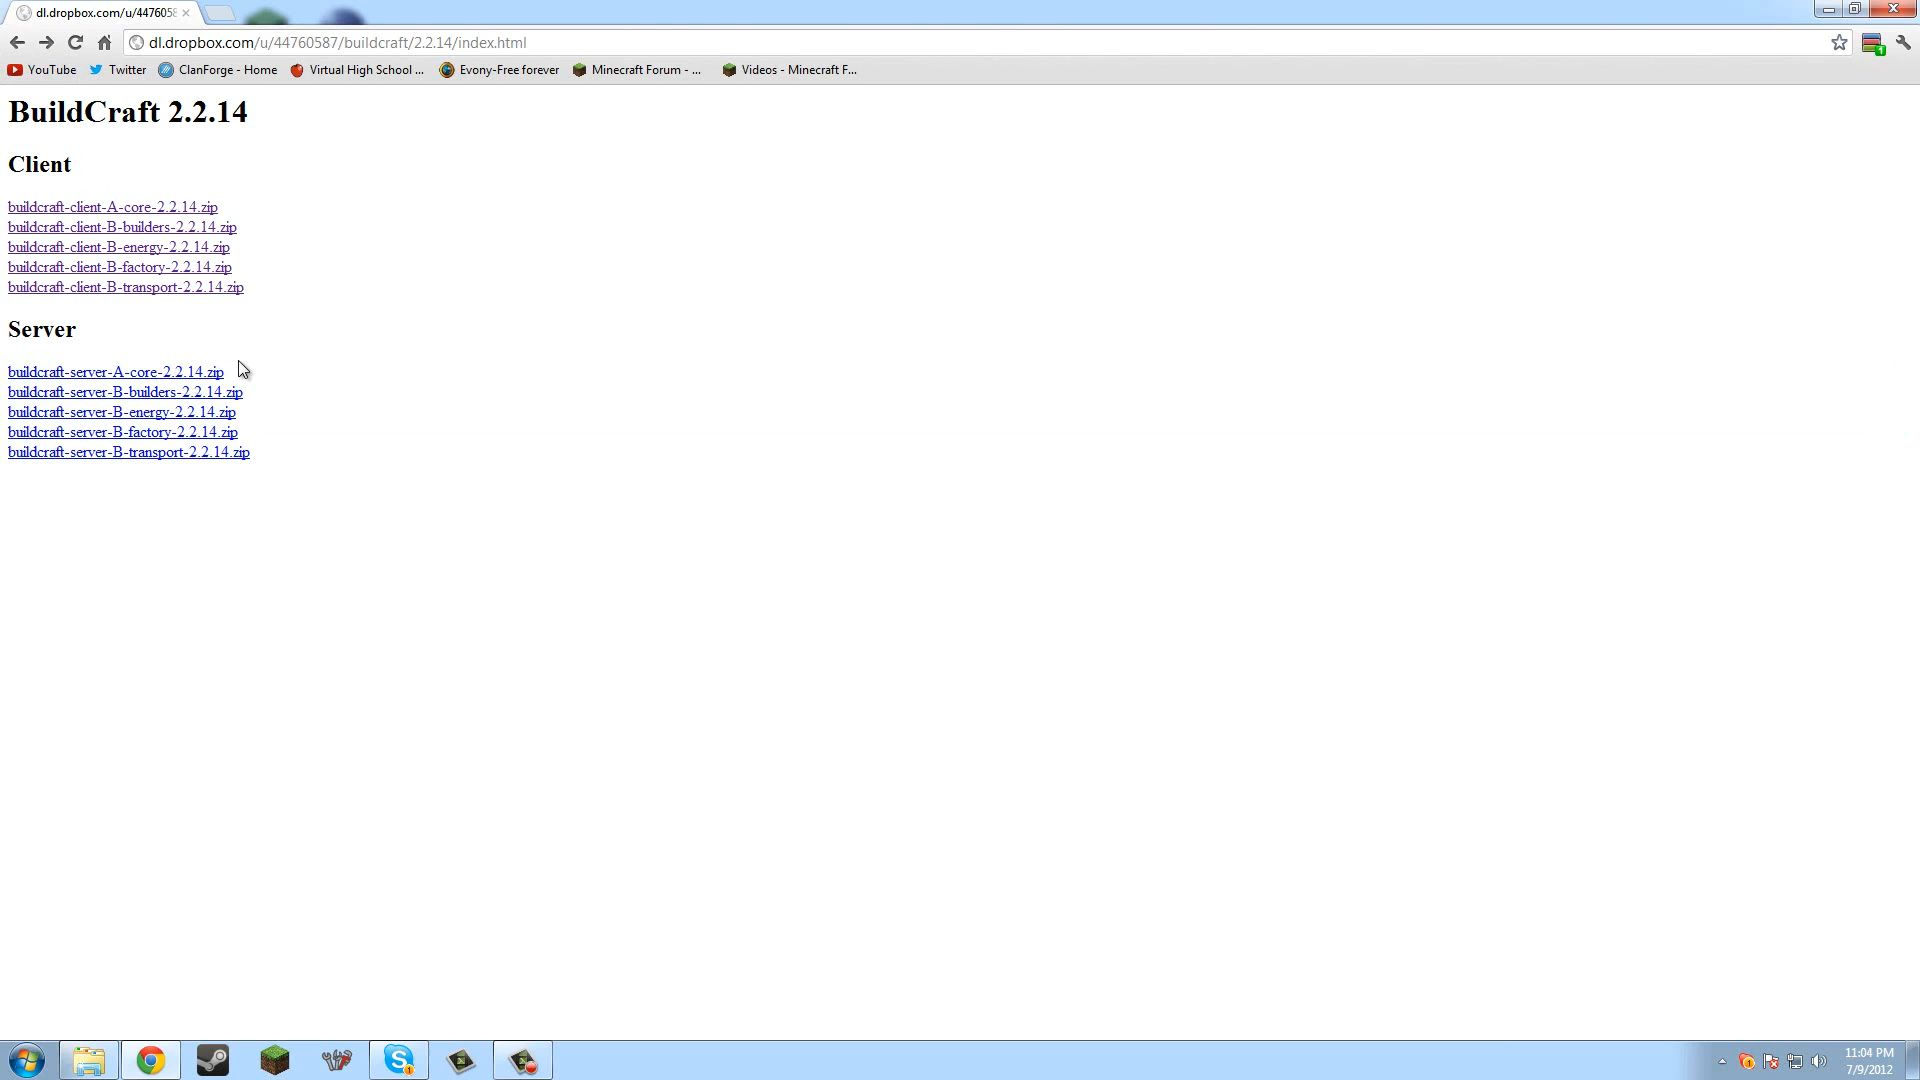 dl.dropbox.com/u/447605
dl.dropbox.com/u/44760587/buildcraft/2.2.14/index.html
YouTube Twitter ClanForge - Home Virtual High School ... Evony-Free forever Minecraft Forum - ... Videos - Minecraft F...
BuildCraft 2.2.14
Client
buildcraft-client-A-core-2.2.14.zip
buildcraft-client-B-builders-2.2.14.zip
buildcraft-client-B-energy-2.2.14.zip
buildcraft-client-B-factory-2.2.14.zip
buildcraft-client-B-transport-2.2.14.zip
Server
buildcraft-server-A-core-2.2.14.zip
buildcraft-server-B-builders-2.2.14.zip
buildcraft-server-B-energy-2.2.14.zip
buildcraft-server-B-factory-2.2.14.zip
buildcraft-server-B-transport-2.2.14.zip
11:04 PM
7/9/2012